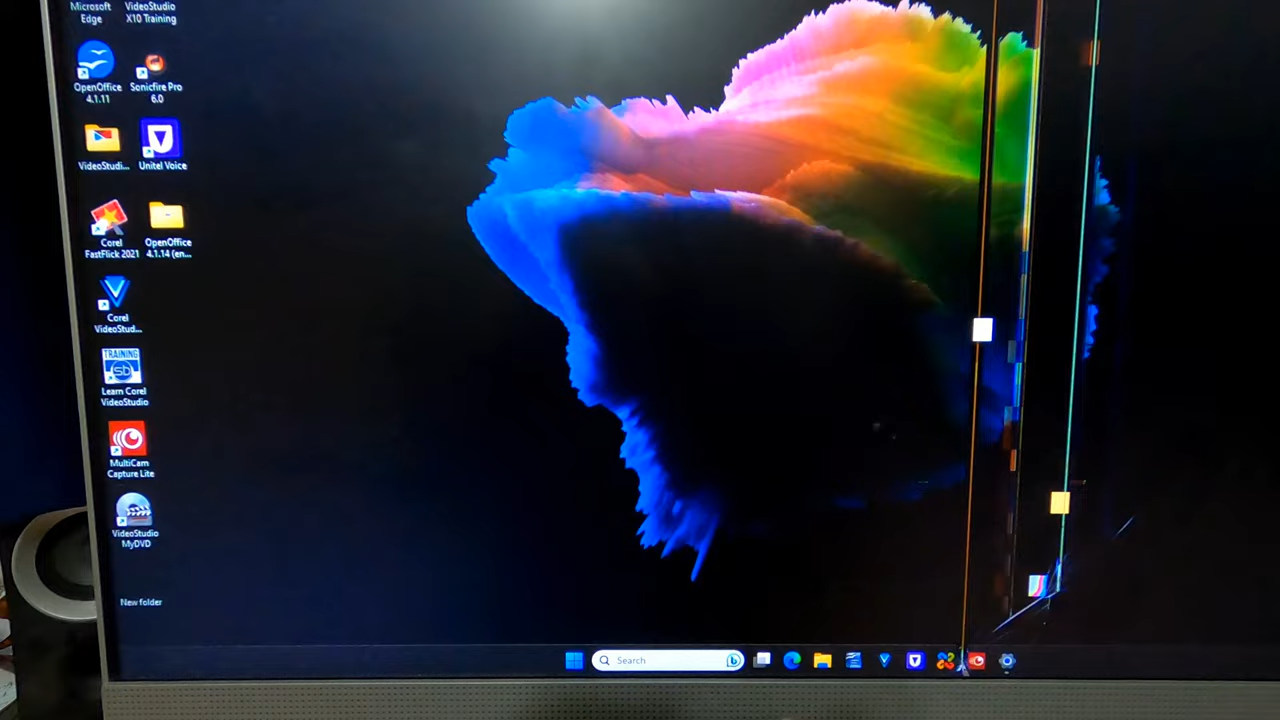 Microsoft
Edge
VideoStudio
X10 Training
OpenOffice
4.1.11
Sonicfire Pro
6.0
VideoStudi...
Unitel Voice
Corel
FastFlick 2021
OpenOffice
4.1.14 (en...
Corel
VideoStud...
TRAINING
sb
Learn Corel
VideoStudio
MultiCam
Capture Lite
VideoStudio
MyDVD
New folder
Search